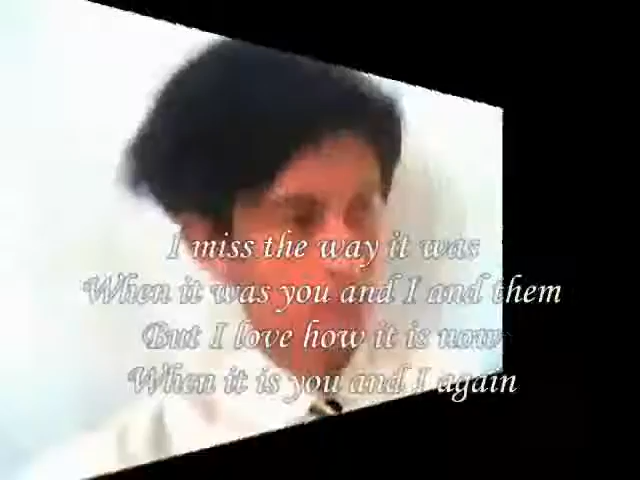 I miss the way it was
When it was you and I and them
But I love how it is now
When it is you and I again